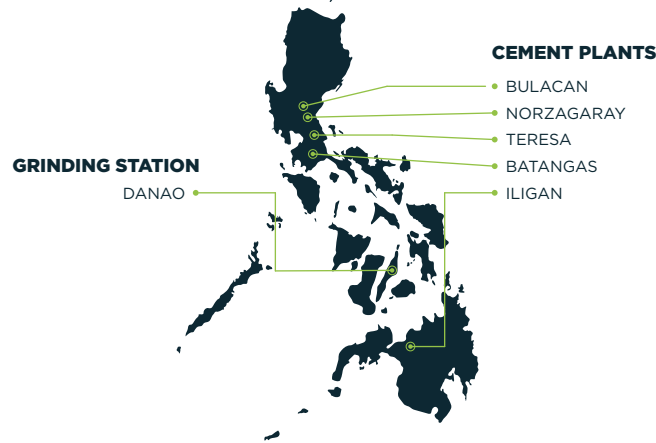 CEMENT PLANTS
BULACAN
NORZAGARAY
TERESA
BATANGAS
ILIGAN
GRINDING STATION
DANAO